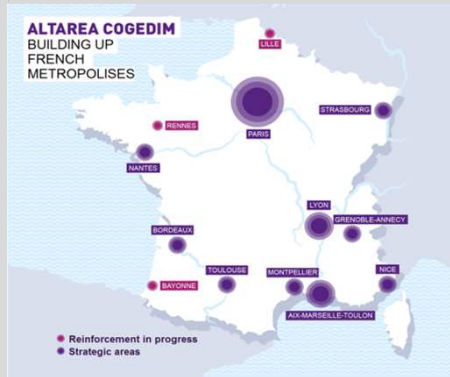 ALTAREA COGEDIM
BUILDING UP
FRENCH
METROPOLISES
LILLE
STRASBOURG
PARIS
RENNES
NANTES
LYON
GRENOBLE-ANNECY
BORDEAUX
TOULOUSE
MONTPELLIER
NICE
BAYONNE
AIX-MARSEILLE-TOULON
Reinforcement in progress
Strategic areas